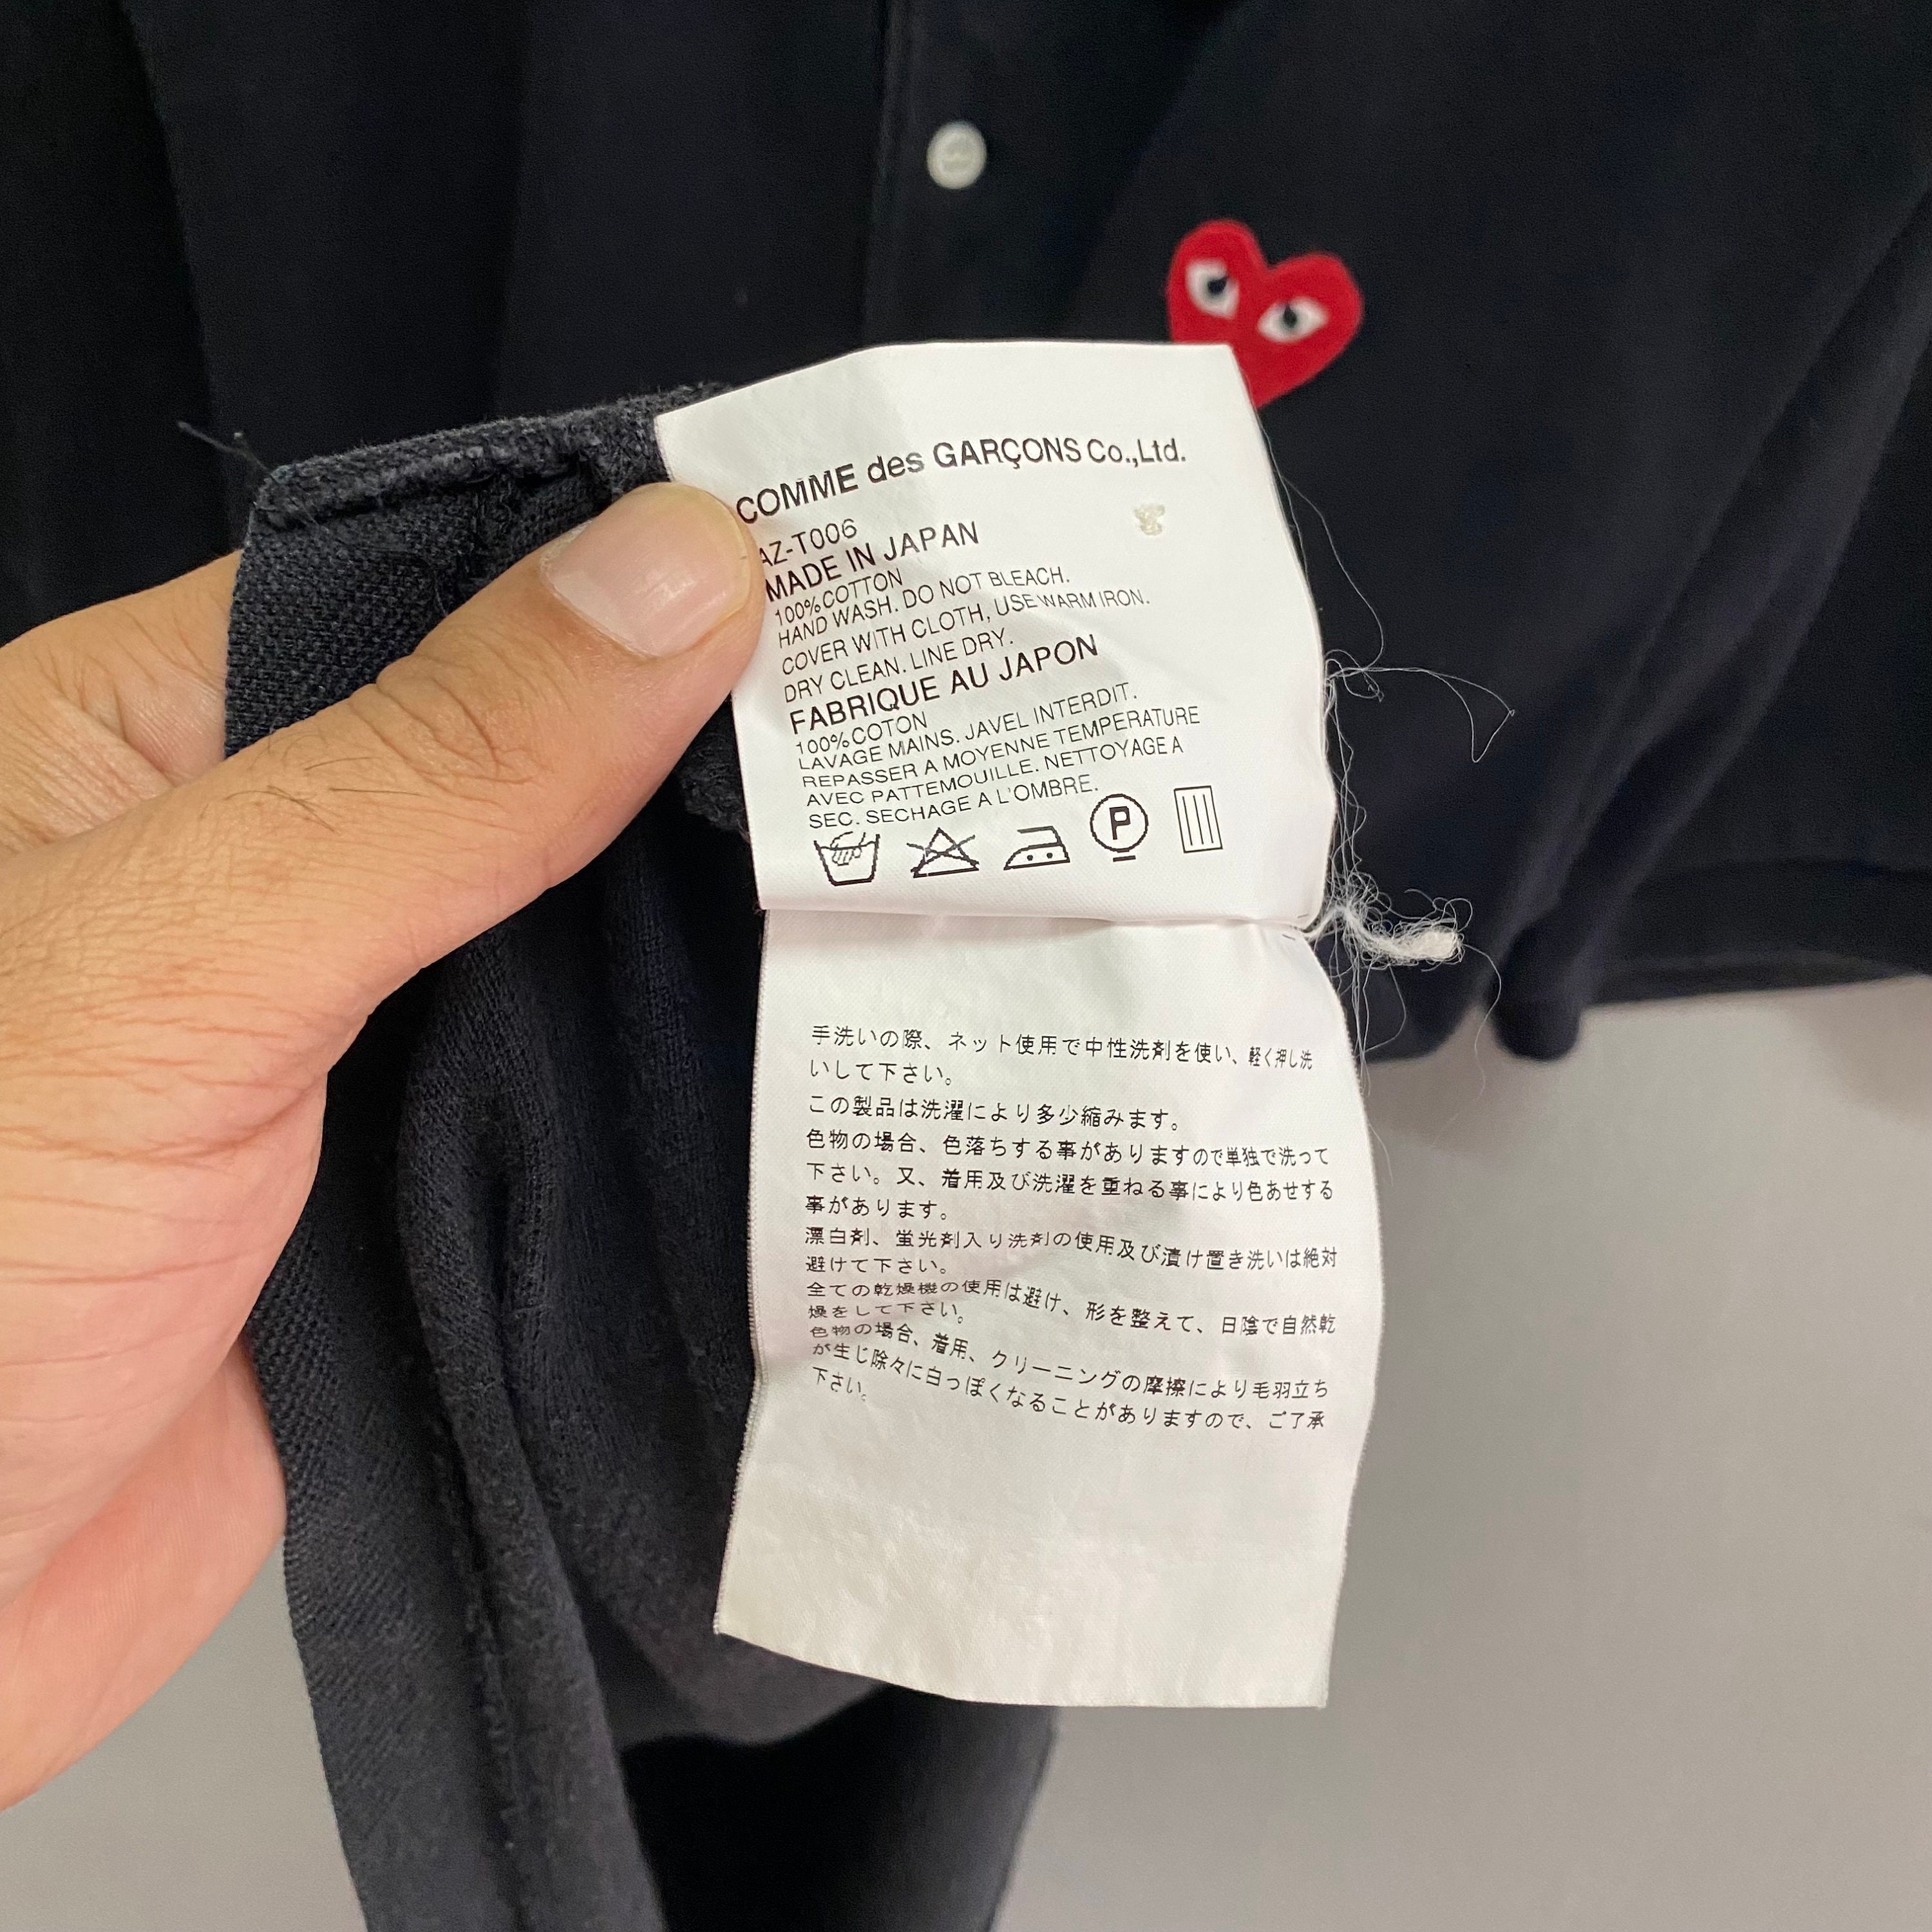 COMME des GARÇONS Co.,Ltd.
AZ-T006
MADE IN JAPAN
100%COTTON
HAND WASH. DO NOT BLEACH.
COVER WITH CLOTH, USE WARM IRON.
DRY CLEAN. LINE DRY.
FABRIQUE AU JAPON
100%COTON
LAVAGE MAINS. JAVEL INTERDIT.
REPASSER A MOYENNE TEMPERATURE
AVEC PATTEMOUILLE. NETTOYAGE A
SEC. SECHAGE A L'OMBRE.
P
手洗いの際、ネット使用で中性洗剤を使い、軽く押し洗
いして下さい。
この製品は洗濯により多少縮みます。
色物の場合、色落ちする事がありますので単独で洗って
下さい。又、着用及び洗濯を重ねる事により色あせする
事があります。
漂白剤、蛍光剤入り洗剤の使用及び漬け置き洗いは絶対
避けて下さい。
全ての乾燥機の使用は避け、形を整えて、日陰で自然乾
燥をして下さい。
色物の場合、着用、クリーニングの摩擦により毛羽立ち
が生じ除々に白っぽくなることがありますので、ご了承
下さい。